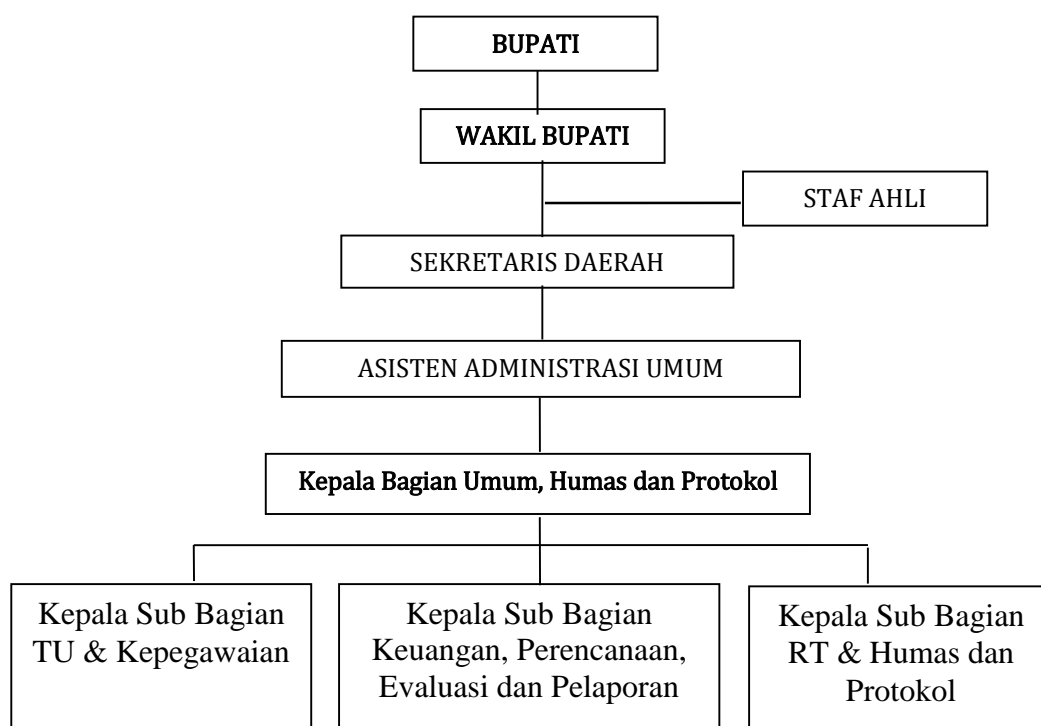 BUPATI
WAKIL BUPATI
STAF AHLI
SEKRETARIS DAERAH
ASISTEN ADMINISTRASI UMUM
Kepala Bagian Umum, Humas dan Protokol
Kepala Sub Bagian
TU & Kepegawaian
Kepala Sub Bagian
Keuangan, Perencanaan,
Evaluasi dan Pelaporan
Kepala Sub Bagian
RT & Humas dan
Protokol